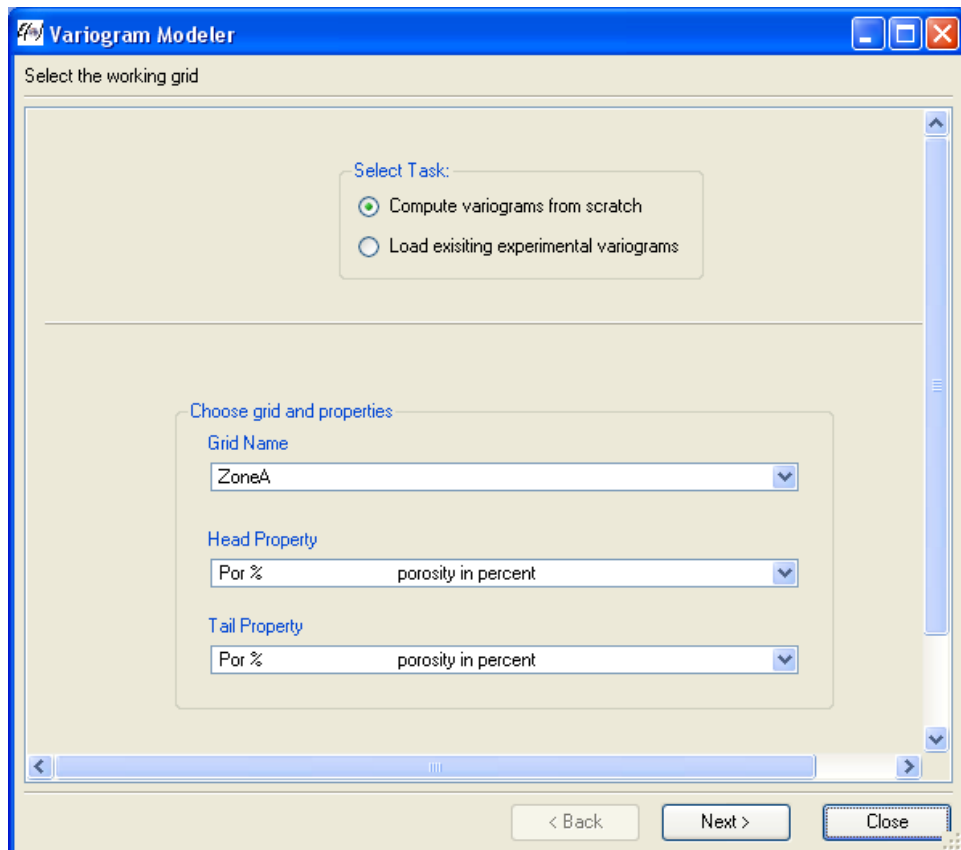 Variogram Modeler
Select the working grid
Select Task:
Compute variograms from scratch
Load exisiting experimental variograms
Choose grid and properties
Grid Name
ZoneA
Head Property
Por % porosity in percent
Tail Property
Por % porosity in percent
< Back Next > Close